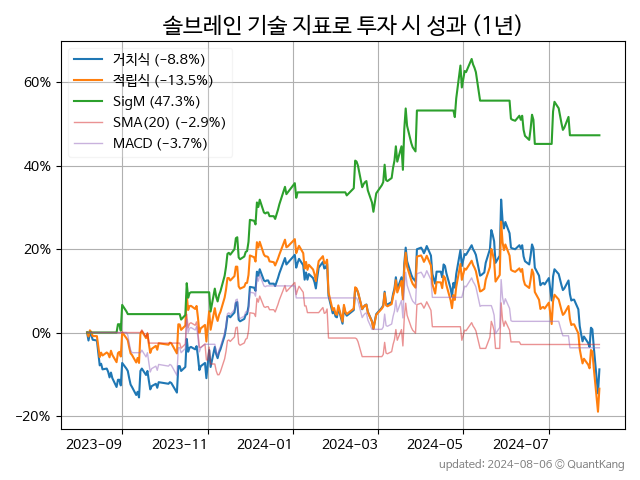 솔브레인 기술 지표로 투자 시 성과 (1년)
거치식 (−8.8%)
적립식 (−13.5%)
SigM (47.3%)
SMA(20) (−2.9%)
MACD (−3.7%)
60%
40%
20%
0%
−20%
2023−09 2023−11 2024−01 2024−03 2024−05 2024−07
updated: 2024−08−06 © QuantKang